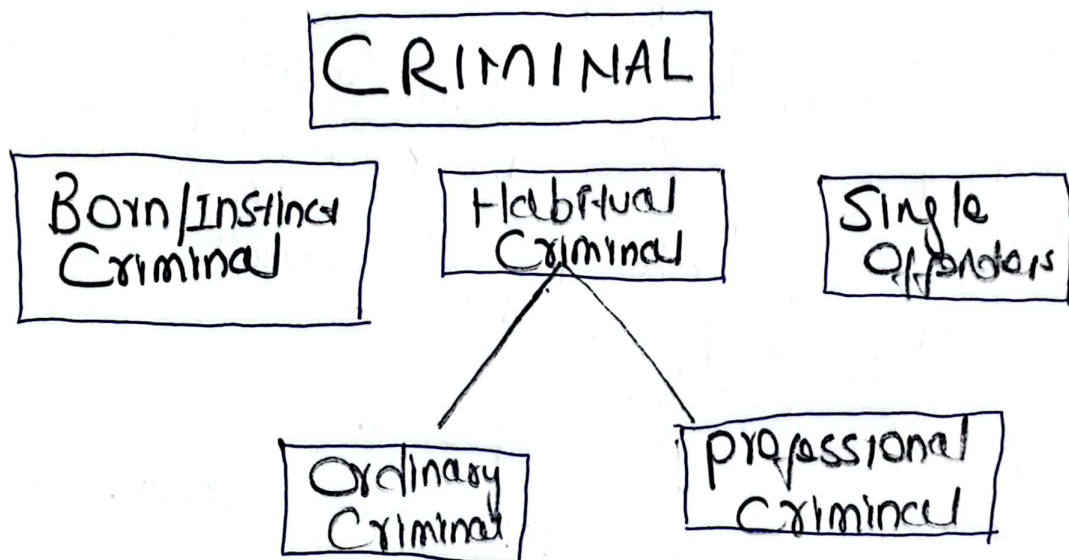 CRIMINAL
Born/Instinct
Criminal
Habitual
Criminal
Single
Offenders
Ordinary
Criminal
Professional
Criminal